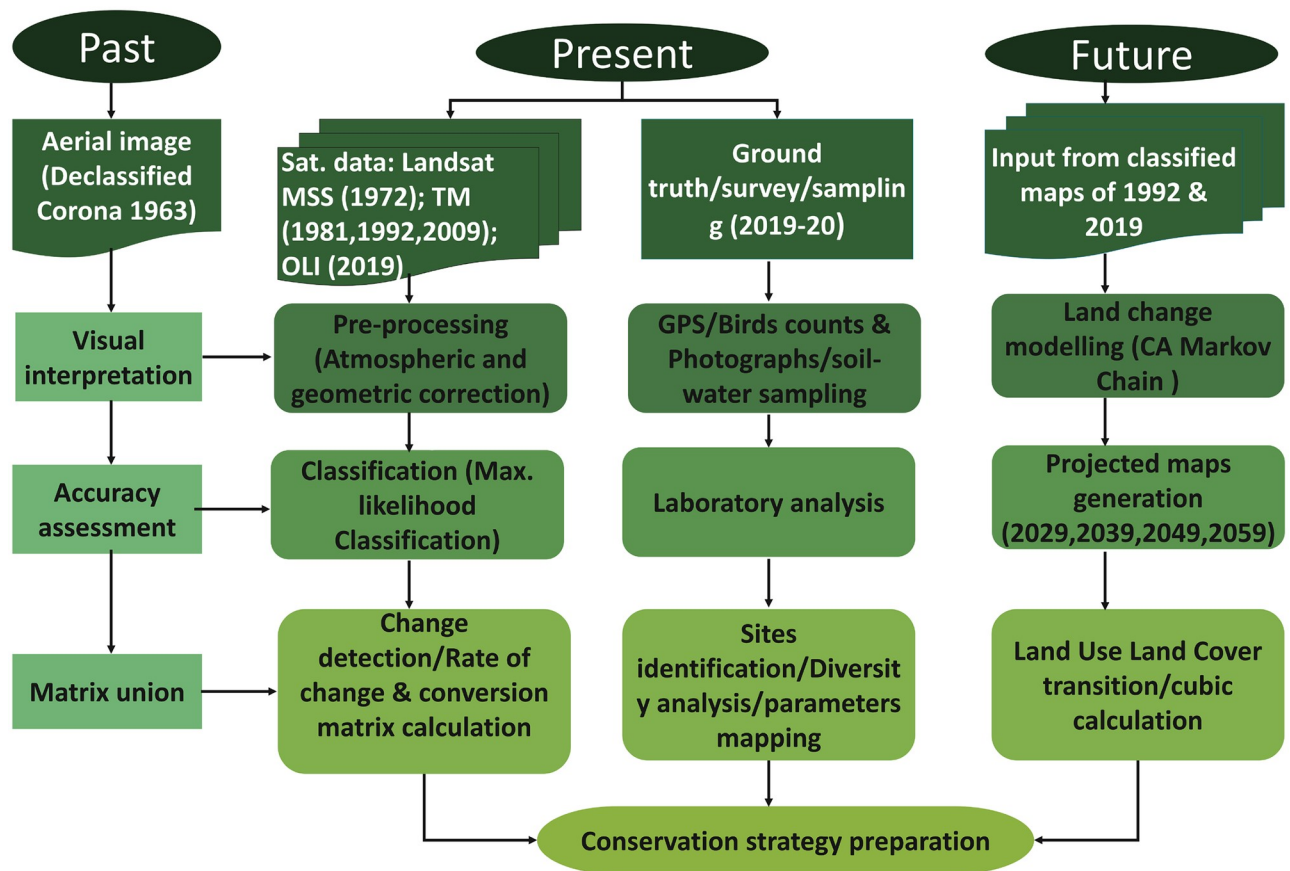 Past
Present
Future
Aerial image
(Declassified
Corona 1963)
Sat. data: Landsat
MSS (1972); TM
(1981,1992,2009);
OLI (2019)
Ground
truth/survey/samplin
g (2019-20)
Input from classified
maps of 1992 &
2019
Visual
interpretation
Pre-processing
(Atmospheric and
geometric correction)
GPS/Birds counts &
Photographs/soil-
water sampling
Land change
modelling (CA Markov
Chain )
Accuracy
assessment
Classification (Max.
likelihood
Classification)
Laboratory analysis
Projected maps
generation
(2029,2039,2049,2059)
Matrix union
Change
detection/Rate of
change & conversion
matrix calculation
Sites
identification/Diversit
y analysis/parameters
mapping
Land Use Land Cover
transition/cubic
calculation
Conservation strategy preparation